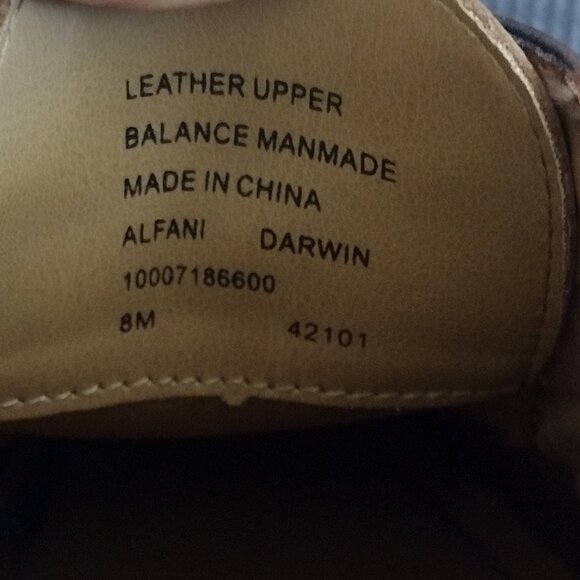 LEATHER UPPER
BALANCE MANMADE
MADE IN CHINA
ALFANI DARWIN
10007186600
8M 42101